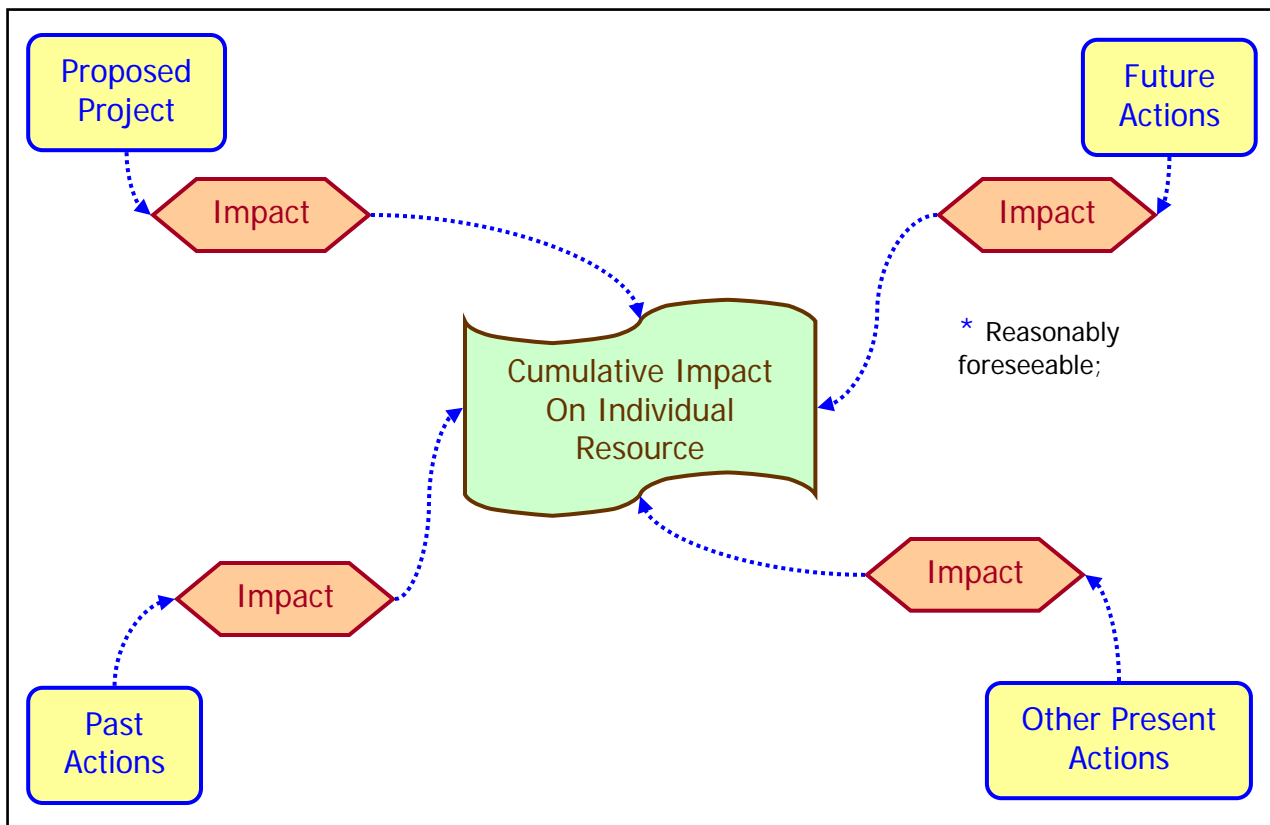 Proposed
Project
Future
Actions
Impact
Impact
* Reasonably
foreseeable;
Cumulative Impact
On Individual
Resource
Impact
Impact
Past
Actions
Other Present
Actions